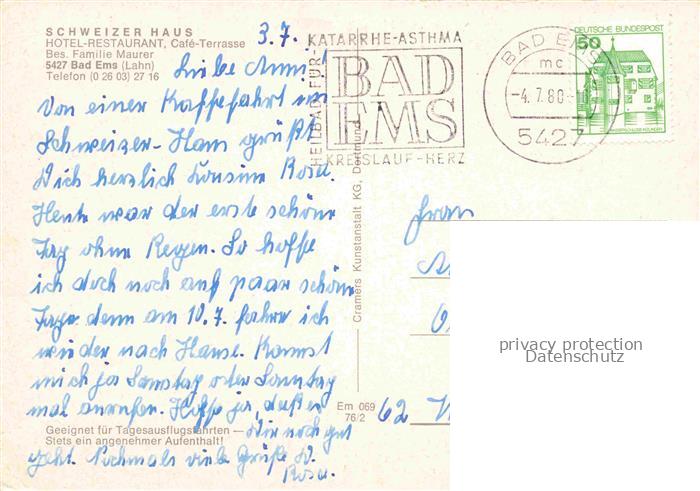 SCHWEIZER HAUS
HOTEL-RESTAURANT, Café-Terrasse
Bes. Familie Maurer
5427 Bad Ems (Lahn)
Telefon (0 26 03) 27 16
3.7.
Liebe Anni!
Von einer Kaffefahrt im
Schweizer-Haus grüßt
Dich herzlich Kousine Rosa.
Heute war der erste schöne
Tag ohne Regen. So hoffe
ich doch noch auf paar schöne
Tage denn am 10.7. fahre ich
wieder nach Hause. Kannst
mich ja Samstag oder Sonntag
mal anrufen. Hoffe ja, daß es
Dir noch gut
geht. Nochmals viele Grüße D.
Rosa.
Geeignet für Tagesausflugsfahrten –
Stets ein angenehmer Aufenthalt!
Cramers Kunstanstalt KG, Dortmund
Em 069
76/2
HEILBAD FÜR
KATARRHE-ASTHMA
BAD
EMS
KREISLAUF-HERZ
BAD EMS
mc
-4.7.80-
5427
DEUTSCHE BUNDESPOST
50
Frau
62
privacy protection
Datenschutz